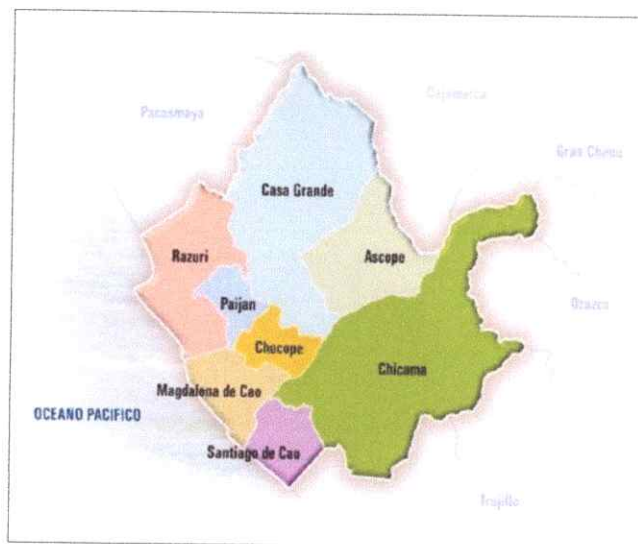 Cajamarca
Pacasmayo
Gran Chimu
Casa Grande
Razuri
Ascope
Paijan
Otuzco
Chocope
Chicama
Magdalena de Cao
OCEANO PACIFICO
Santiago de Cao
Trujillo